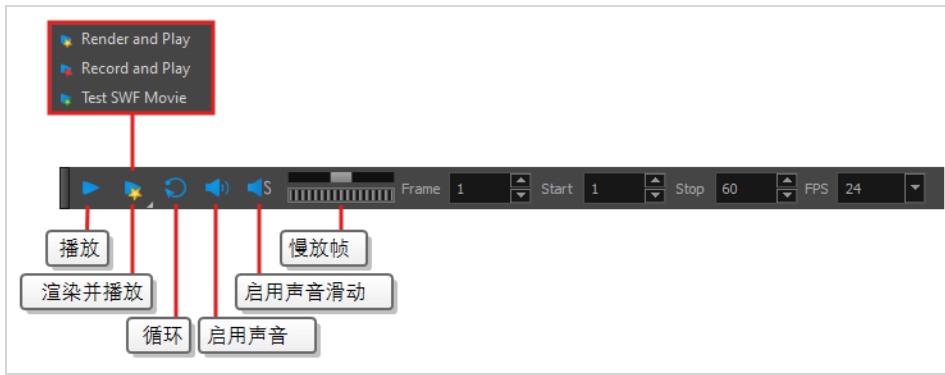 Render and Play
Record and Play
Test SWF Movie
S Frame 1 Start 1 Stop 60 FPS 24
播放 慢放帧
渲染并播放 启用声音滑动
循环 启用声音